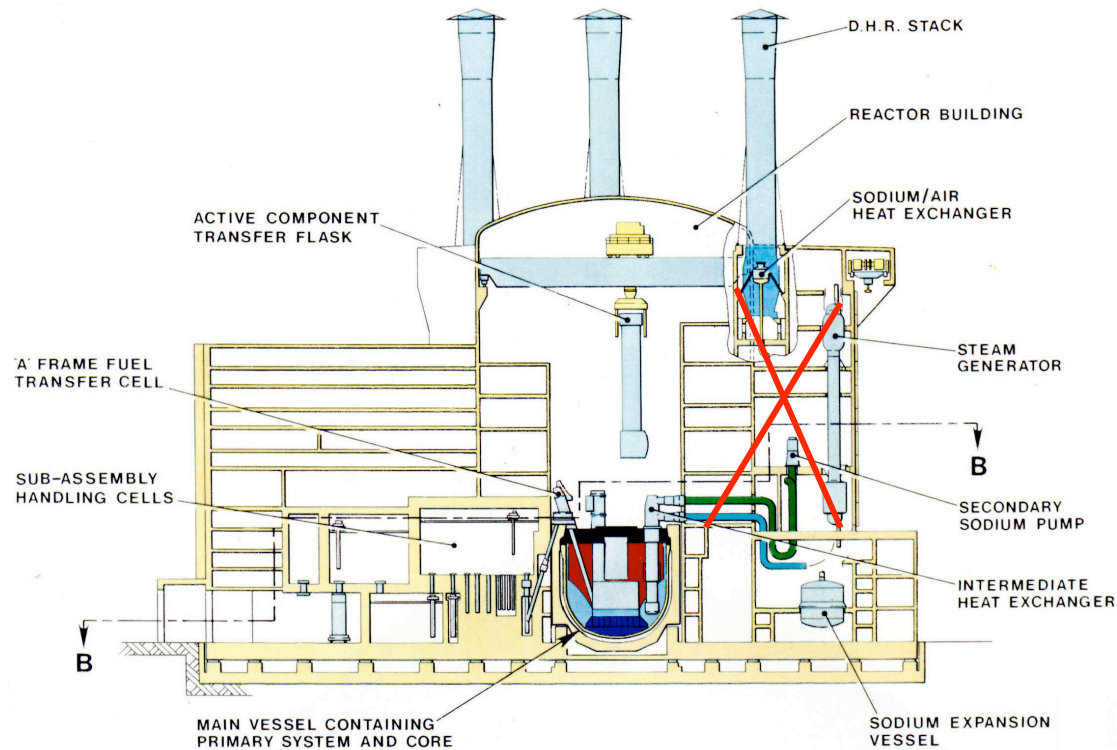 D.H.R. STACK
REACTOR BUILDING
SODIUM/AIR
HEAT EXCHANGER
ACTIVE COMPONENT
TRANSFER FLASK
STEAM
GENERATOR
'A' FRAME FUEL
TRANSFER CELL
B
SUB-ASSEMBLY
HANDLING CELLS
SECONDARY
SODIUM PUMP
INTERMEDIATE
HEAT EXCHANGER
B
MAIN VESSEL CONTAINING
PRIMARY SYSTEM AND CORE
SODIUM EXPANSION
VESSEL